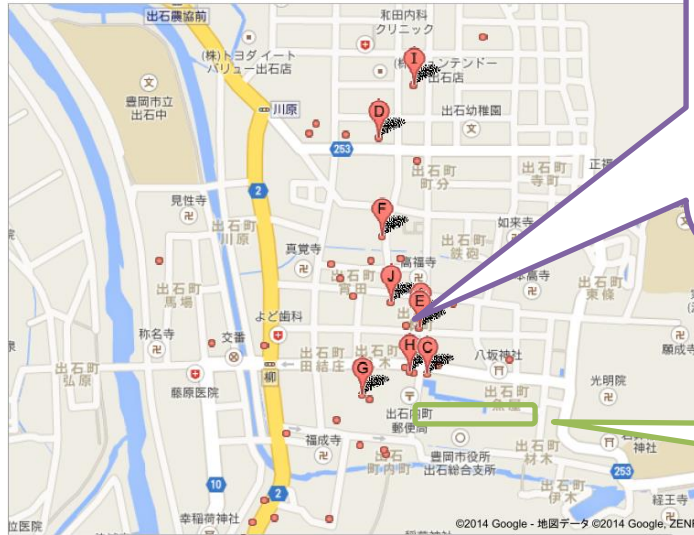 出石農協前
和田内科
クリニック
(株)トヨダ イート
バリュー出石店
I
出石店
豊岡市立
出石中
川原
D
出石幼稚園
253
出石町
町分
出石町
寺町
2
見性寺
出石町
川原
F
如来寺
出石町
鉄砲
真覚寺
高福寺
J
出石町
東條
出石町
馬場
E
よど歯科
称名寺
交番
出石町
田結庄
H
C
八坂神社
願成寺
出石町
弘原
柳
G
光明院
藤原医院
出石町
魚屋
出石内町
郵便局
福成寺
豊岡市役所
出石総合支所
出石町
材木
神社
253
10
2
出石町
伊木
経王寺
幸稲荷神社
©2014 Google - 地図データ ©2014 Google, ZEN